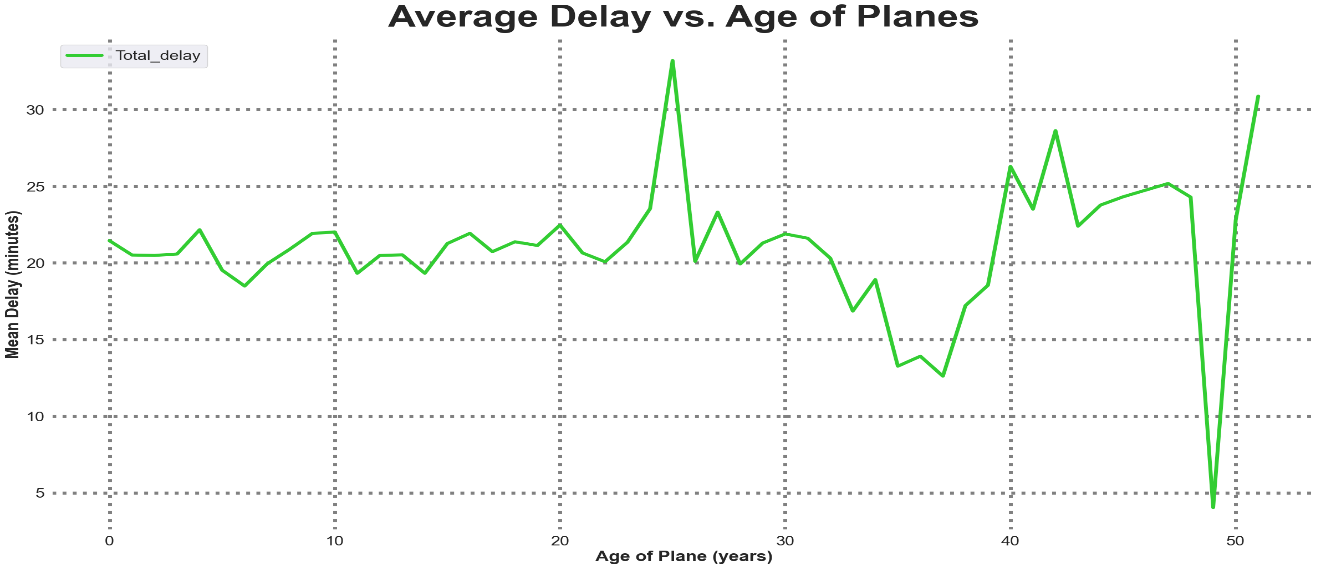 Average Delay vs. Age of Planes
Total_delay
30
25
20
15
10
5
Mean Delay (minutes)
0 10 20 30 40 50
Age of Plane (years)